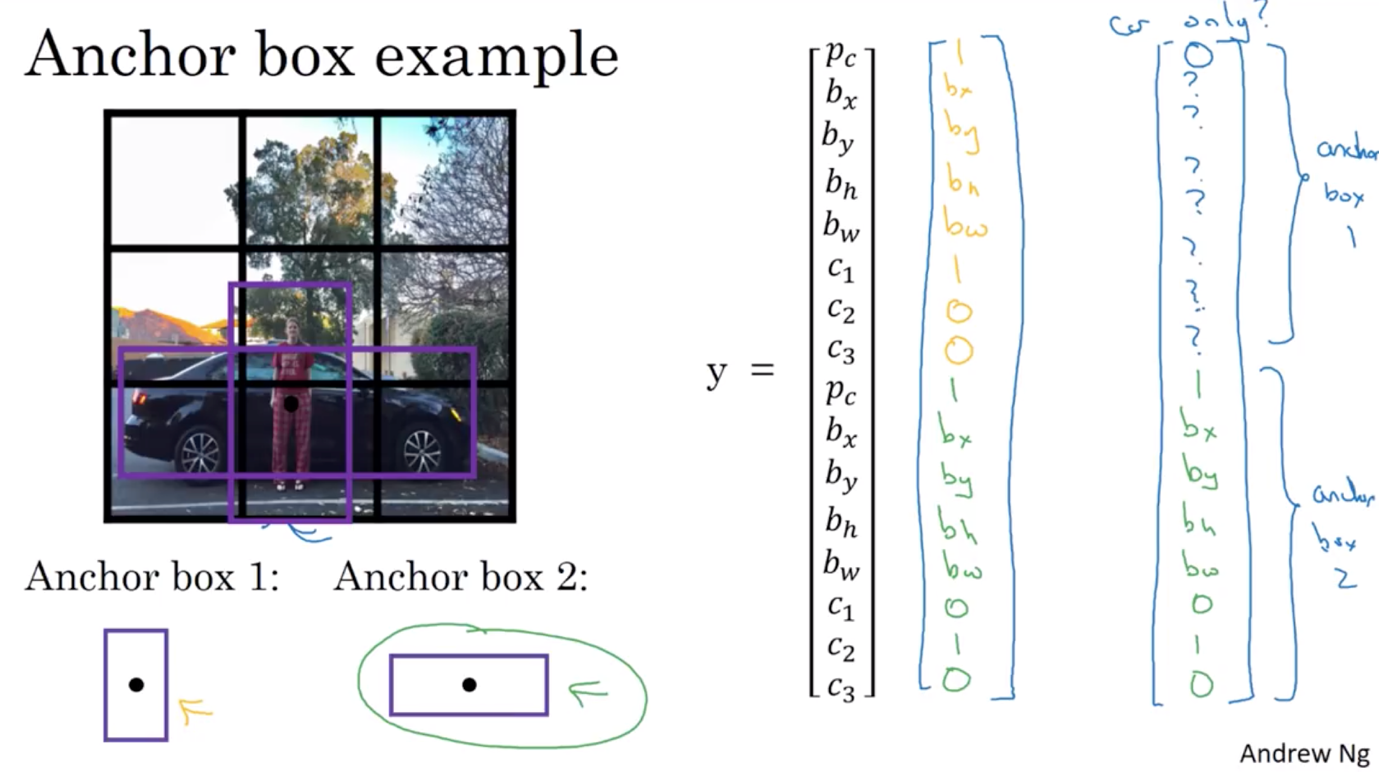 Anchor box example
car only?
y =
p_c
b_x
b_y
b_h
b_w
c_1
c_2
c_3
p_c
b_x
b_y
b_h
b_w
c_1
c_2
c_3
1
bx
by
bh
bw
1
0
0
1
bx
by
bh
bw
0
1
0
0
?
?
?
?
?
?
?
1
bx
by
bh
bw
0
1
0
anchor
box
1
anchor
box
2
Anchor box 1:
Anchor box 2:
Andrew Ng